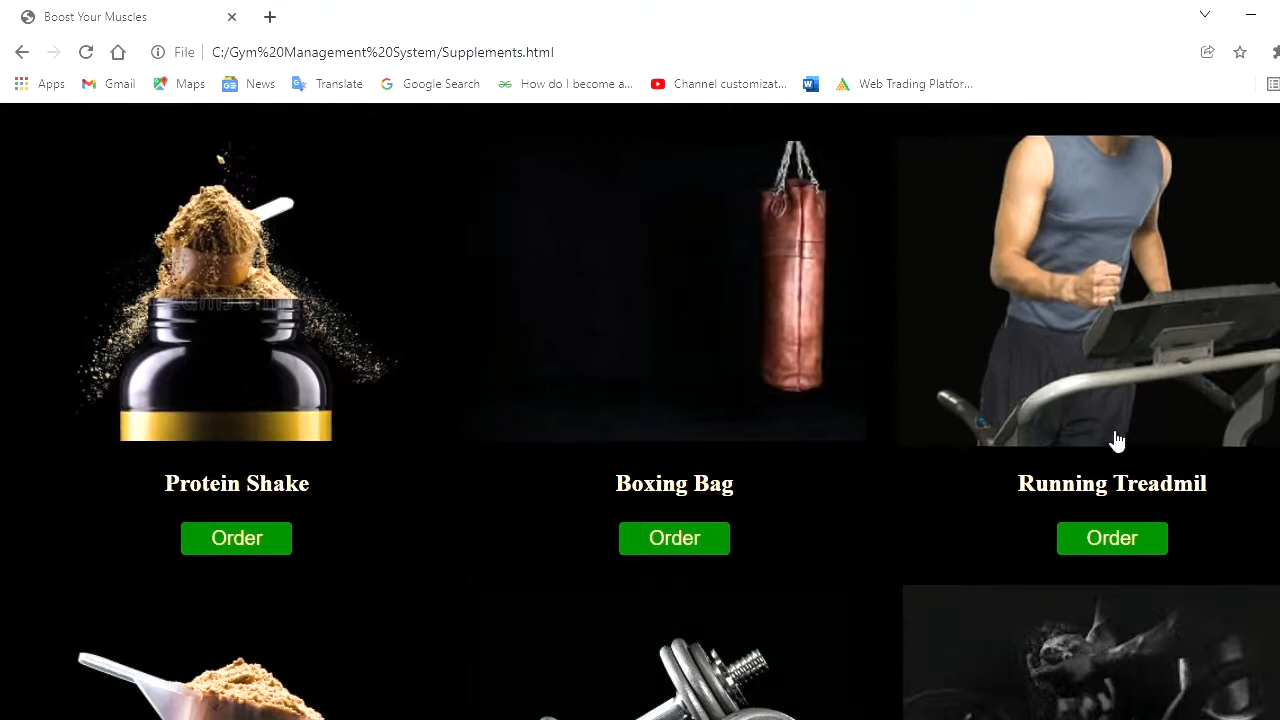 Boost Your Muscles
File C:/Gym%20Management%20System/Supplements.html
Apps Gmail Maps News Translate Google Search How do I become a... Channel customizat... Web Trading Platfor...
Protein Shake Boxing Bag Running Treadmil
Order Order Order